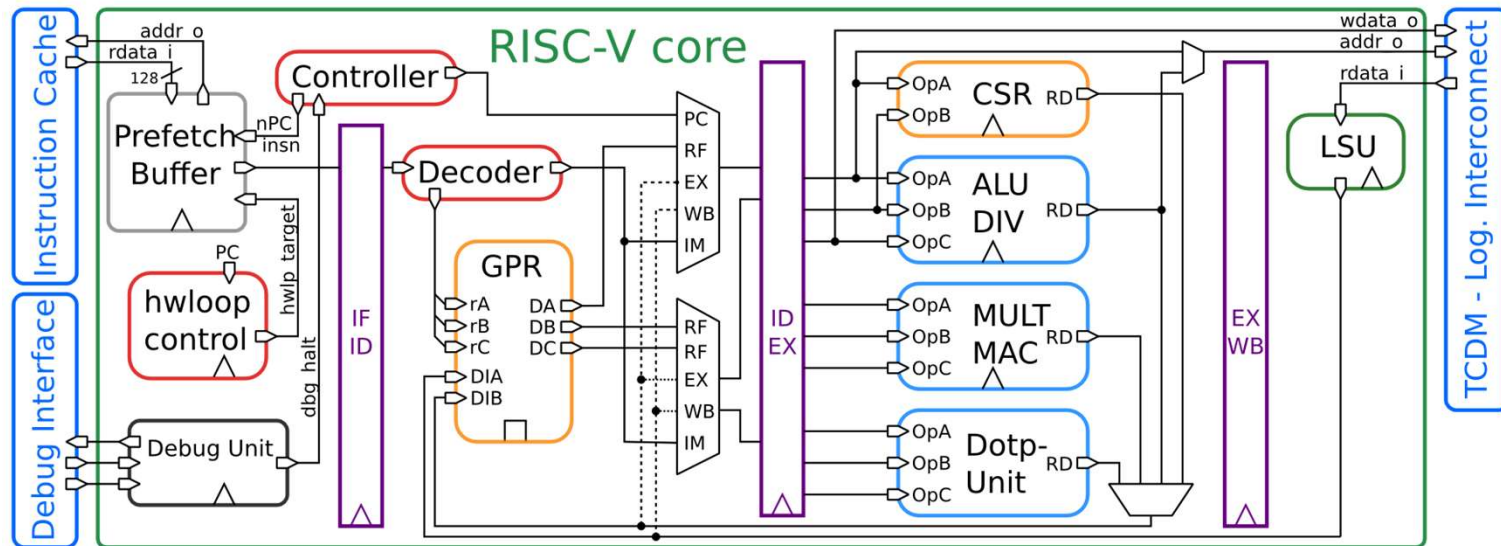 Instruction Cache
Debug Interface
addr_o
rdata_i
128
Prefetch
Buffer
nPC
insn
hwlp_target
PC
hwloop
control
dbg_halt
Debug Unit
RISC-V core
Controller
IF
ID
Decoder
GPR
rA
rB
rC
DIA
DIB
DA
DB
DC
PC
RF
EX
WB
IM
RF
RF
EX
WB
IM
ID
EX
OpA
OpB
CSR
RD
OpA
OpB
OpC
ALU
DIV
RD
OpA
OpB
OpC
MULT
MAC
RD
OpA
OpB
OpC
Dotp-
Unit
RD
EX
WB
wdata_o
addr_o
rdata_i
LSU
TCDM - Log. Interconnect